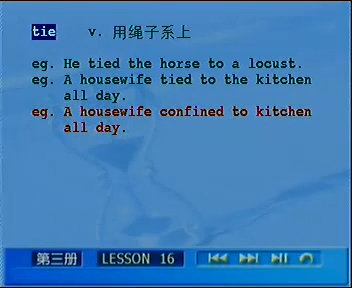 tie v. 用绳子系上
eg. He tied the horse to a locust.
eg. A housewife tied to the kitchen
all day.
eg. A housewife confined to kitchen
all day.
第三册 LESSON 16